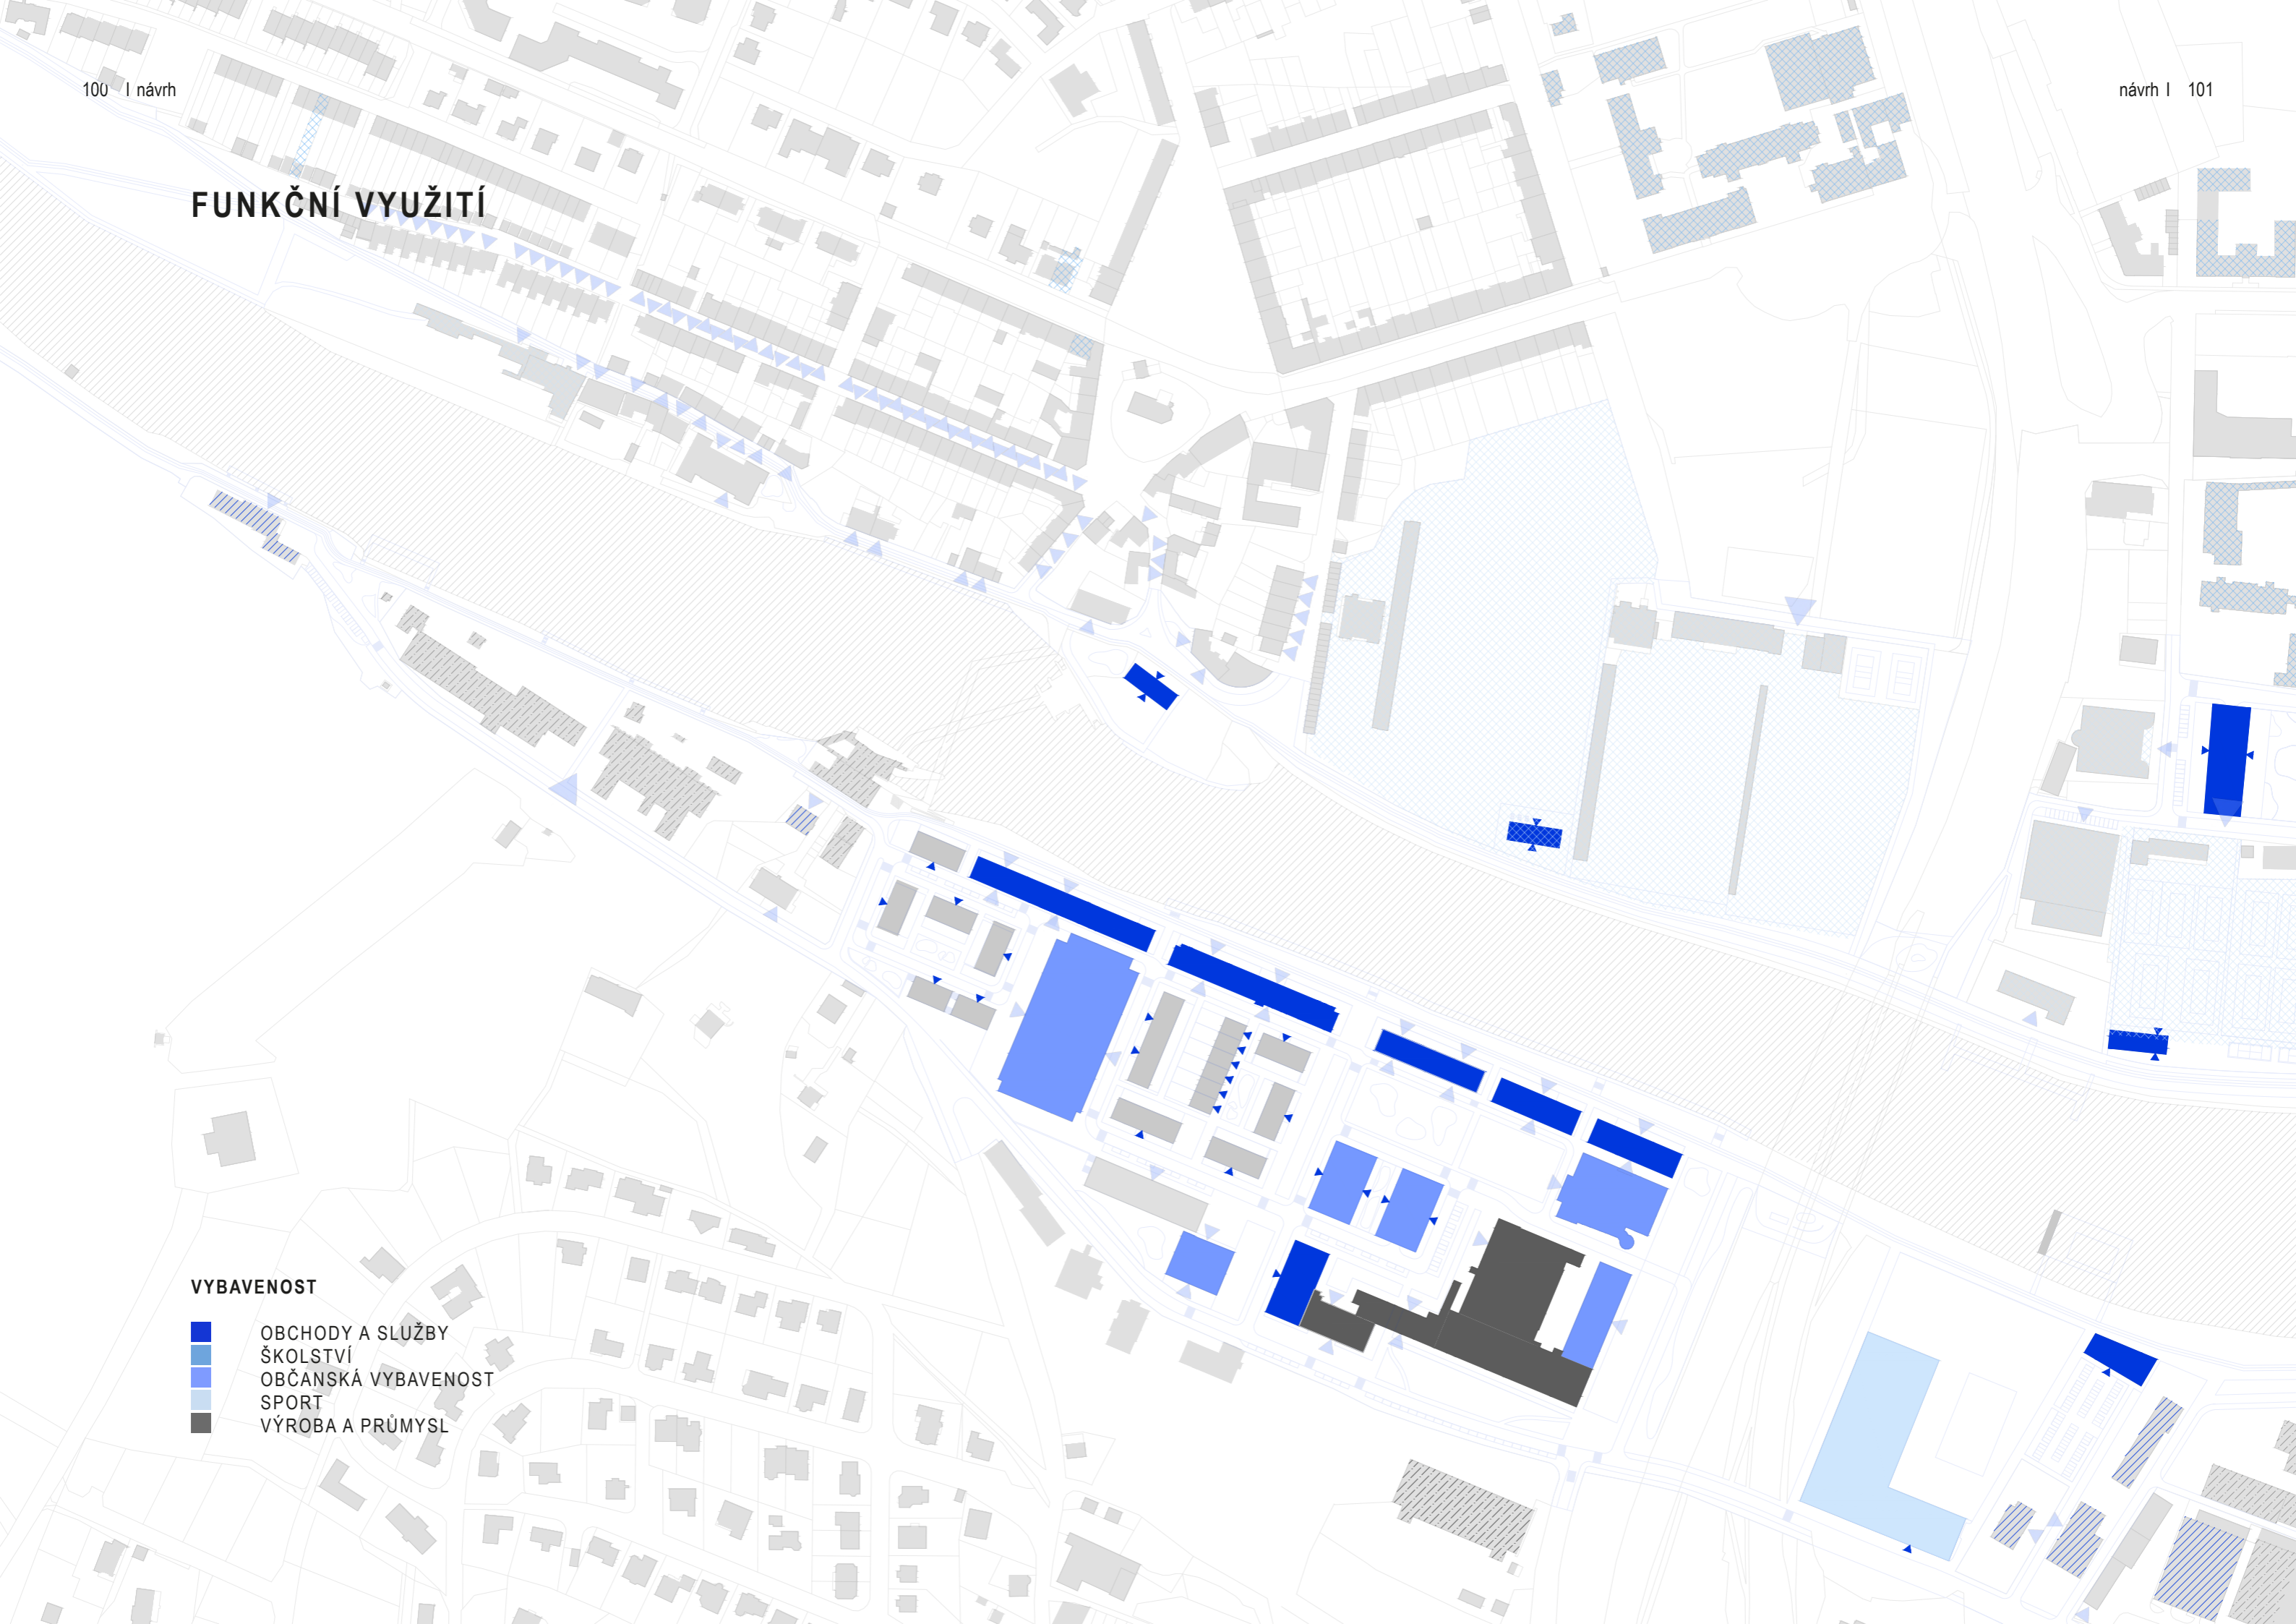 100 I návrh
návrh I 101
FUNKČNÍ VYUŽITÍ
VYBAVENOST
OBCHODY A SLUŽBY
ŠKOLSTVÍ
OBČANSKÁ VYBAVENOST
SPORT
VÝROBA A PRŮMYSL